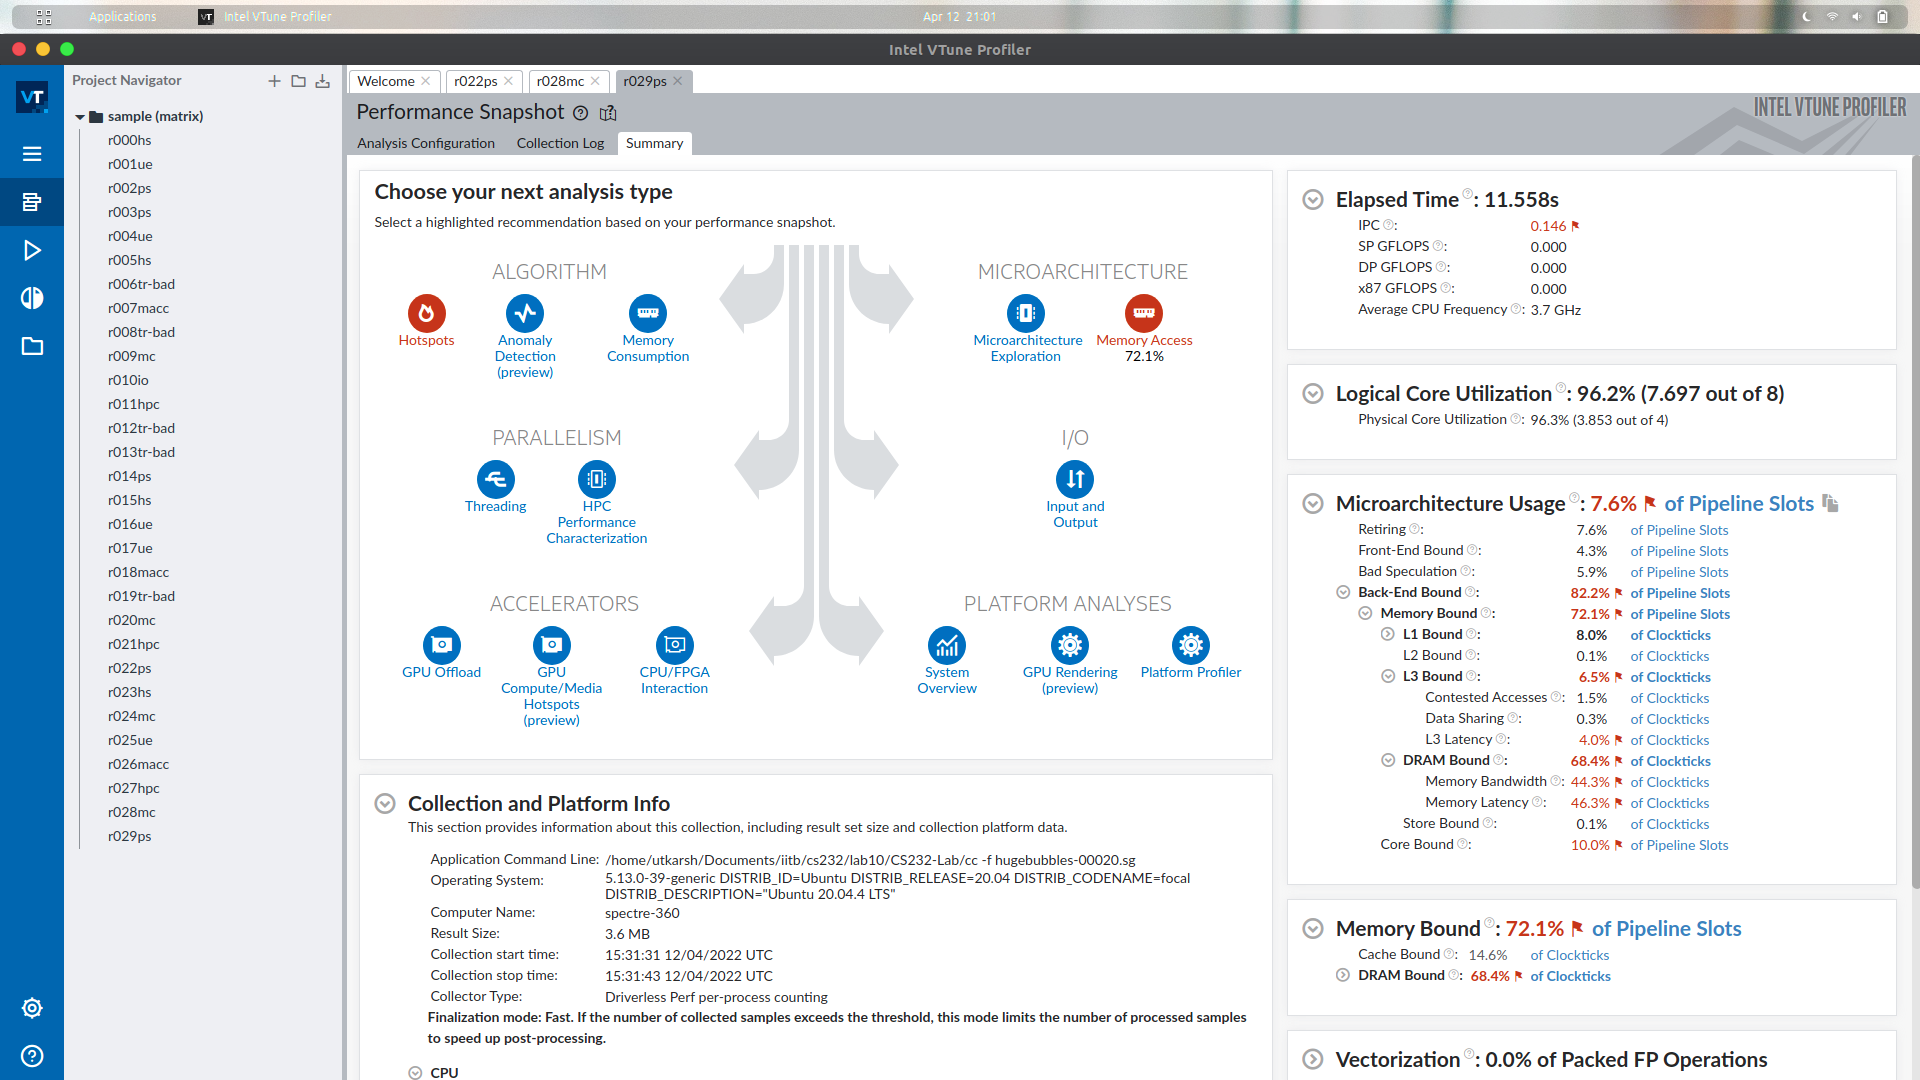 Applications
VT Intel VTune Profiler
Apr 12 21:01
Intel VTune Profiler
VT
Project Navigator
sample (matrix)
r000hs
r001ue
r002ps
r003ps
r004ue
r005hs
r006tr-bad
r007macc
r008tr-bad
r009mc
r010io
r011hpc
r012tr-bad
r013tr-bad
r014ps
r015hs
r016ue
r017ue
r018macc
r019tr-bad
r020mc
r021hpc
r022ps
r023hs
r024mc
r025ue
r026macc
r027hpc
r028mc
r029ps
Welcome r022ps r028mc r029ps
Performance Snapshot
INTEL VTUNE PROFILER
Analysis Configuration Collection Log Summary
Choose your next analysis type
Select a highlighted recommendation based on your performance snapshot.
ALGORITHM
Hotspots
Anomaly
Detection
(preview)
Memory
Consumption
MICROARCHITECTURE
Microarchitecture
Exploration
Memory Access
72.1%
PARALLELISM
Threading
HPC
Performance
Characterization
I/O
Input and
Output
ACCELERATORS
GPU Offload
GPU
Compute/Media
Hotspots
(preview)
CPU/FPGA
Interaction
PLATFORM ANALYSES
System
Overview
GPU Rendering
(preview)
Platform Profiler
Collection and Platform Info
This section provides information about this collection, including result set size and collection platform data.
Application Command Line: /home/utkarsh/Documents/iitb/cs232/lab10/CS232-Lab/cc -f hugebubbles-00020.sg
Operating System: 5.13.0-39-generic DISTRIB_ID=Ubuntu DISTRIB_RELEASE=20.04 DISTRIB_CODENAME=focal
DISTRIB_DESCRIPTION="Ubuntu 20.04.4 LTS"
Computer Name: spectre-360
Result Size: 3.6 MB
Collection start time: 15:31:31 12/04/2022 UTC
Collection stop time: 15:31:43 12/04/2022 UTC
Collector Type: Driverless Perf per-process counting
Finalization mode: Fast. If the number of collected samples exceeds the threshold, this mode limits the number of processed samples
to speed up post-processing.
CPU
Elapsed Time: 11.558s
IPC: 0.146
SP GFLOPS: 0.000
DP GFLOPS: 0.000
x87 GFLOPS: 0.000
Average CPU Frequency: 3.7 GHz
Logical Core Utilization: 96.2% (7.697 out of 8)
Physical Core Utilization: 96.3% (3.853 out of 4)
Microarchitecture Usage: 7.6% of Pipeline Slots
Retiring: 7.6% of Pipeline Slots
Front-End Bound: 4.3% of Pipeline Slots
Bad Speculation: 5.9% of Pipeline Slots
Back-End Bound: 82.2% of Pipeline Slots
Memory Bound: 72.1% of Pipeline Slots
L1 Bound: 8.0% of Clockticks
L2 Bound: 0.1% of Clockticks
L3 Bound: 6.5% of Clockticks
Contested Accesses: 1.5% of Clockticks
Data Sharing: 0.3% of Clockticks
L3 Latency: 4.0% of Clockticks
DRAM Bound: 68.4% of Clockticks
Memory Bandwidth: 44.3% of Clockticks
Memory Latency: 46.3% of Clockticks
Store Bound: 0.1% of Clockticks
Core Bound: 10.0% of Pipeline Slots
Memory Bound: 72.1% of Pipeline Slots
Cache Bound: 14.6% of Clockticks
DRAM Bound: 68.4% of Clockticks
Vectorization: 0.0% of Packed FP Operations